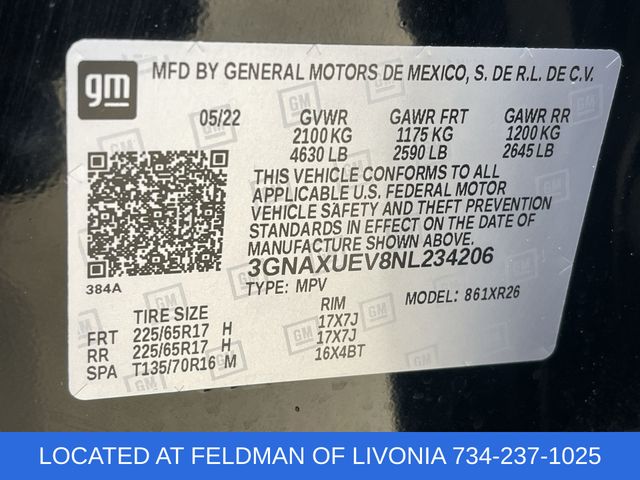 gm MFD BY GENERAL MOTORS DE MEXICO, S. DE R.L. DE C.V.
05/22 GVWR GAWR FRT GAWR RR
2100 KG 1175 KG 1200 KG
4630 LB 2590 LB 2645 LB
THIS VEHICLE CONFORMS TO ALL
APPLICABLE U.S. FEDERAL MOTOR
VEHICLE SAFETY AND THEFT PREVENTION
STANDARDS IN EFFECT ON THE DATE OF
MANUFACTURE SHOWN ABOVE.
3GNAXUEV8NL234206
384A TYPE: MPV MODEL: 861XR26
TIRE SIZE RIM
FRT 225/65R17 H 17X7J
RR 225/65R17 H 17X7J
SPA T135/70R16 M 16X4BT
LOCATED AT FELDMAN OF LIVONIA 734-237-1025